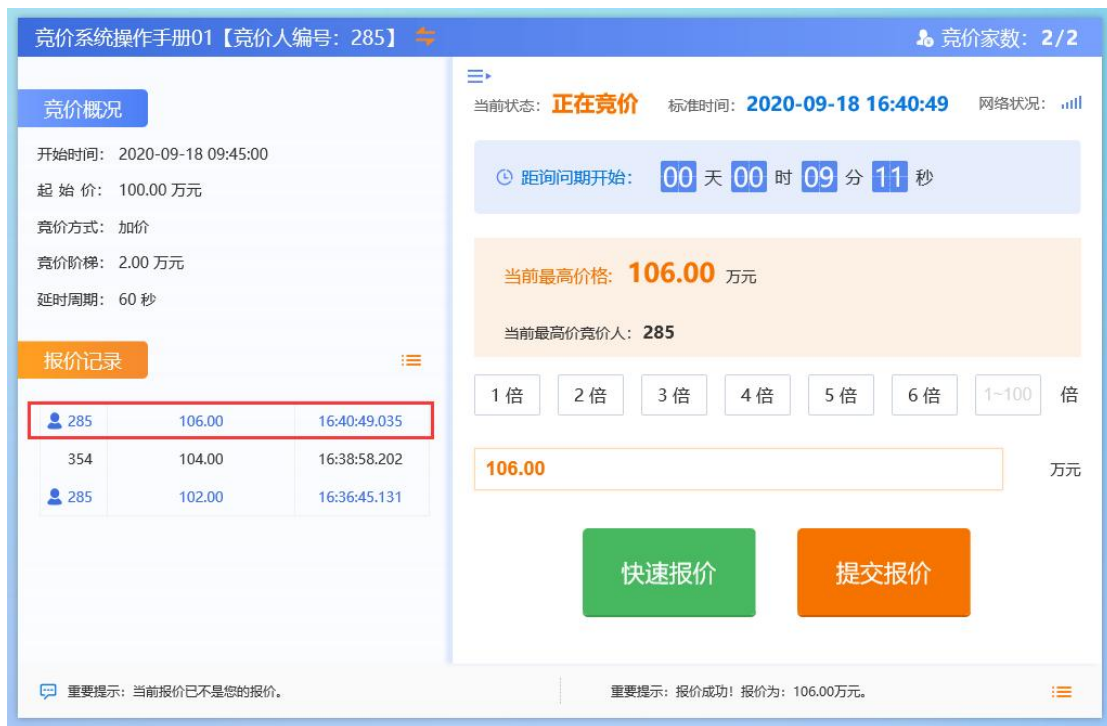 竞价系统操作手册01【竞价人编号：285】
竞价家数：2/2
竞价概况
开始时间： 2020-09-18 09:45:00
起 始 价： 100.00 万元
竞价方式： 加价
竞价阶梯： 2.00 万元
延时周期： 60 秒
报价记录
285 106.00 16:40:49.035
354 104.00 16:38:58.202
285 102.00 16:36:45.131
当前状态：正在竞价 标准时间：2020-09-18 16:40:49 网络状况：
距询问期开始： 00 天 00 时 09 分 11 秒
当前最高价格： 106.00 万元
当前最高价竞价人：285
1 倍 2 倍 3 倍 4 倍 5 倍 6 倍 1~100 倍
106.00 万元
快速报价 提交报价
重要提示：当前报价已不是您的报价。
重要提示：报价成功！报价为：106.00万元。